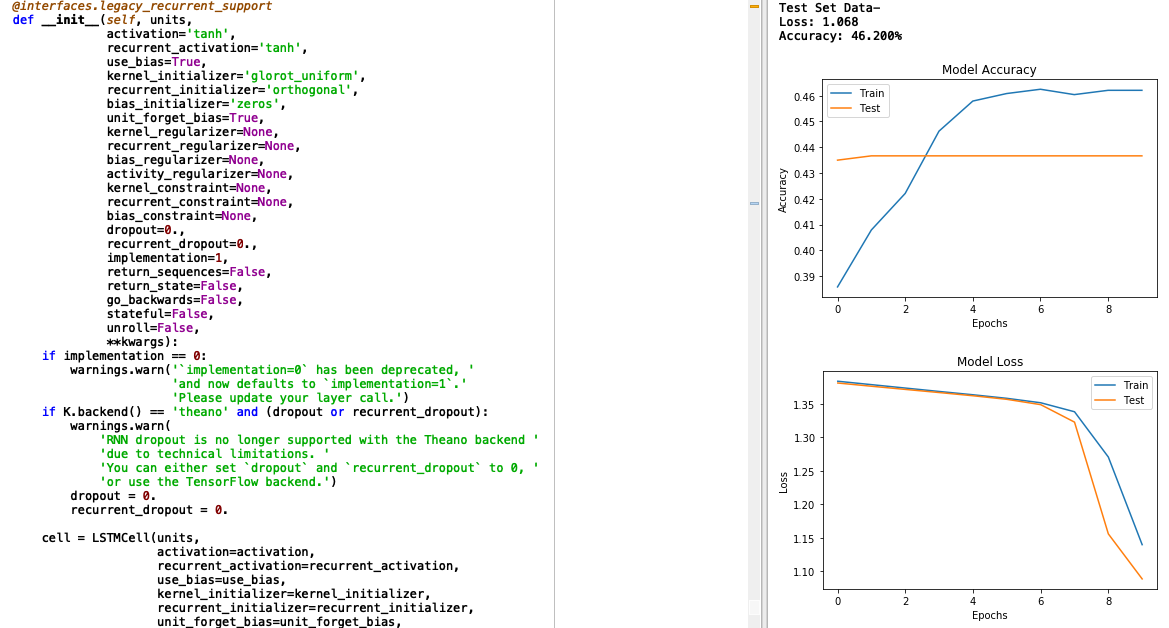 @interfaces.legacy_recurrent_support
def __init__(self, units,
activation='tanh',
recurrent_activation='tanh',
use_bias=True,
kernel_initializer='glorot_uniform',
recurrent_initializer='orthogonal',
bias_initializer='zeros',
unit_forget_bias=True,
kernel_regularizer=None,
recurrent_regularizer=None,
bias_regularizer=None,
activity_regularizer=None,
kernel_constraint=None,
recurrent_constraint=None,
bias_constraint=None,
dropout=0.,
recurrent_dropout=0.,
implementation=1,
return_sequences=False,
return_state=False,
go_backwards=False,
stateful=False,
unroll=False,
**kwargs):
if implementation == 0:
warnings.warn('`implementation=0` has been deprecated, '
'and now defaults to `implementation=1`.'
'Please update your layer call.')
if K.backend() == 'theano' and (dropout or recurrent_dropout):
warnings.warn(
'RNN dropout is no longer supported with the Theano backend '
'due to technical limitations. '
'You can either set `dropout` and `recurrent_dropout` to 0, '
'or use the TensorFlow backend.')
dropout = 0.
recurrent_dropout = 0.
cell = LSTMCell(units,
activation=activation,
recurrent_activation=recurrent_activation,
use_bias=use_bias,
kernel_initializer=kernel_initializer,
recurrent_initializer=recurrent_initializer,
unit_forget_bias=unit_forget_bias,
Test Set Data-
Loss: 1.068
Accuracy: 46.200%
Model Accuracy
Train
Test
0.46
0.45
0.44
0.43
0.42
0.41
0.40
0.39
Accuracy
0 2 4 6 8
Epochs
Model Loss
Train
Test
1.35
1.30
1.25
1.20
1.15
1.10
Loss
0 2 4 6 8
Epochs